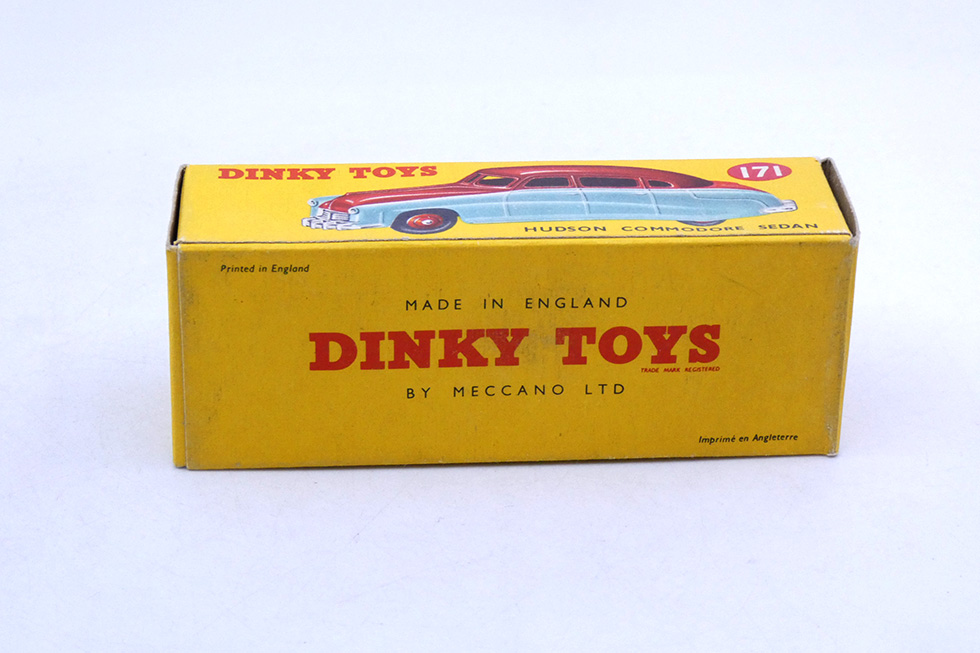 DINKY TOYS
171
HUDSON COMMODORE SEDAN
Printed in England
MADE IN ENGLAND
DINKY TOYS
TRADE MARK REGISTERED
BY MECCANO LTD
Imprimé en Angleterre